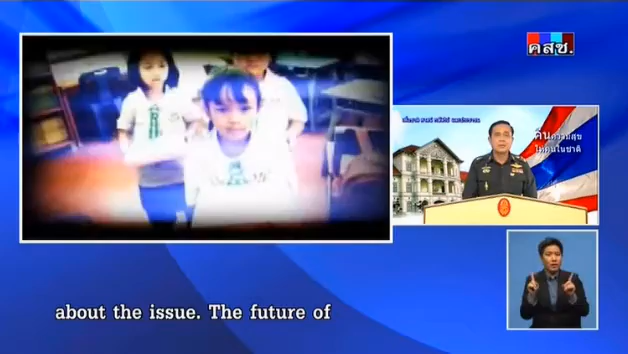 คสช.
คืนความสุข
ให้คนในชาติ
about the issue. The future of